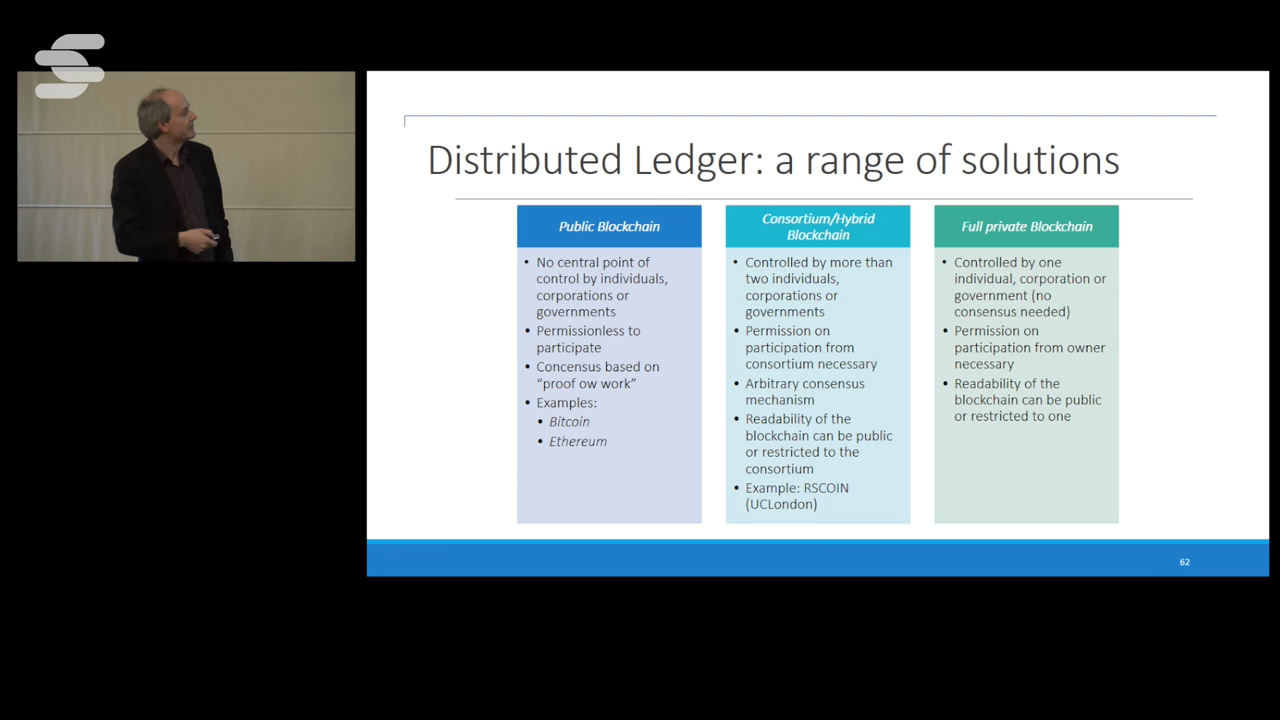 Distributed Ledger: a range of solutions
Public Blockchain
• No central point of
control by individuals,
corporations or
governments
• Permissionless to
participate
• Concensus based on
“proof ow work”
• Examples:
• Bitcoin
• Ethereum
Consortium/Hybrid
Blockchain
• Controlled by more than
two individuals,
corporations or
governments
• Permission on
participation from
consortium necessary
• Arbitrary consensus
mechanism
• Readability of the
blockchain can be public
or restricted to the
consortium
• Example: RSCOIN
(UCLondon)
Full private Blockchain
• Controlled by one
individual, corporation or
government (no
consensus needed)
• Permission on
participation from owner
necessary
• Readability of the
blockchain can be public
or restricted to one
62